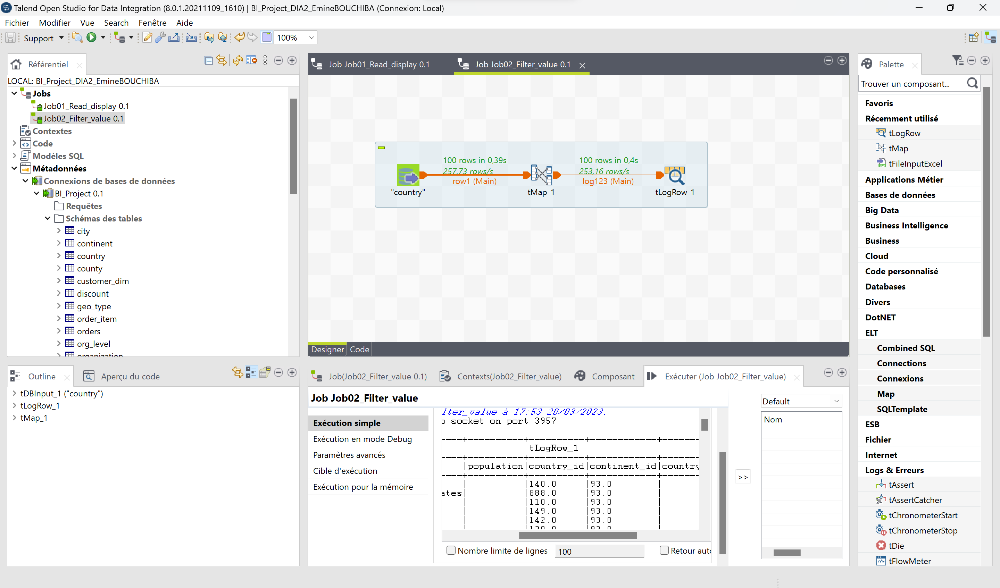 Talend Open Studio for Data Integration (8.0.1.20211109_1610) | BI_Project_DIA2_EmineBOUCHIBA (Connexion: Local)
Fichier Modifier Vue Search Fenêtre Aide
Support 100%
Référentiel
LOCAL: BI_Project_DIA2_EmineBOUCHIBA
Jobs
Job01_Read_display 0.1
Job02_Filter_value 0.1
Contextes
Code
Modèles SQL
Métadonnées
Connexions de bases de données
BI_Project 0.1
Requêtes
Schémas des tables
city
continent
country
county
customer_dim
discount
geo_type
order_item
orders
org_level
organization
Job Job01_Read_display 0.1
Job Job02_Filter_value 0.1
100 rows in 0,39s
257,73 rows/s
row1 (Main)
100 rows in 0,4s
253,16 rows/s
log123 (Main)
"country"
tMap_1
tLogRow_1
Designer Code
Palette
Trouver un composant...
Favoris
Récemment utilisé
tLogRow
tMap
tFileInputExcel
Applications Métier
Bases de données
Big Data
Business Intelligence
Business
Cloud
Code personnalisé
Databases
Divers
DotNET
ELT
Combined SQL
Connections
Connexions
Map
SQLTemplate
ESB
Fichier
Internet
Logs & Erreurs
tAssert
tAssertCatcher
tChronometerStart
tChronometerStop
tDie
tFlowMeter
Outline
Aperçu du code
tDBInput_1 ("country")
tLogRow_1
tMap_1
Job(Job02_Filter_value 0.1)
Contexts(Job02_Filter_value)
Composant
Exécuter (Job Job02_Filter_value)
Job Job02_Filter_value
Exécution simple
Exécution en mode Debug
Paramètres avancés
Cible d'exécution
Exécution pour la mémoire
lter_value à 17:53 20/03/2023.
socket on port 3957
----+----------+-----------+------------+-------
tLogRow_1
----+----------+-----------+------------+-------
|population|country_id|continent_id|country
----+----------+-----------+------------+-------
| |140.0 |93.0 |
ates| |888.0 |93.0 |
| |110.0 |93.0 |
| |149.0 |93.0 |
| |142.0 |93.0 |
| |120.0 |93.0 |
Nombre limite de lignes 100 Retour auto
>>
Default
Nom